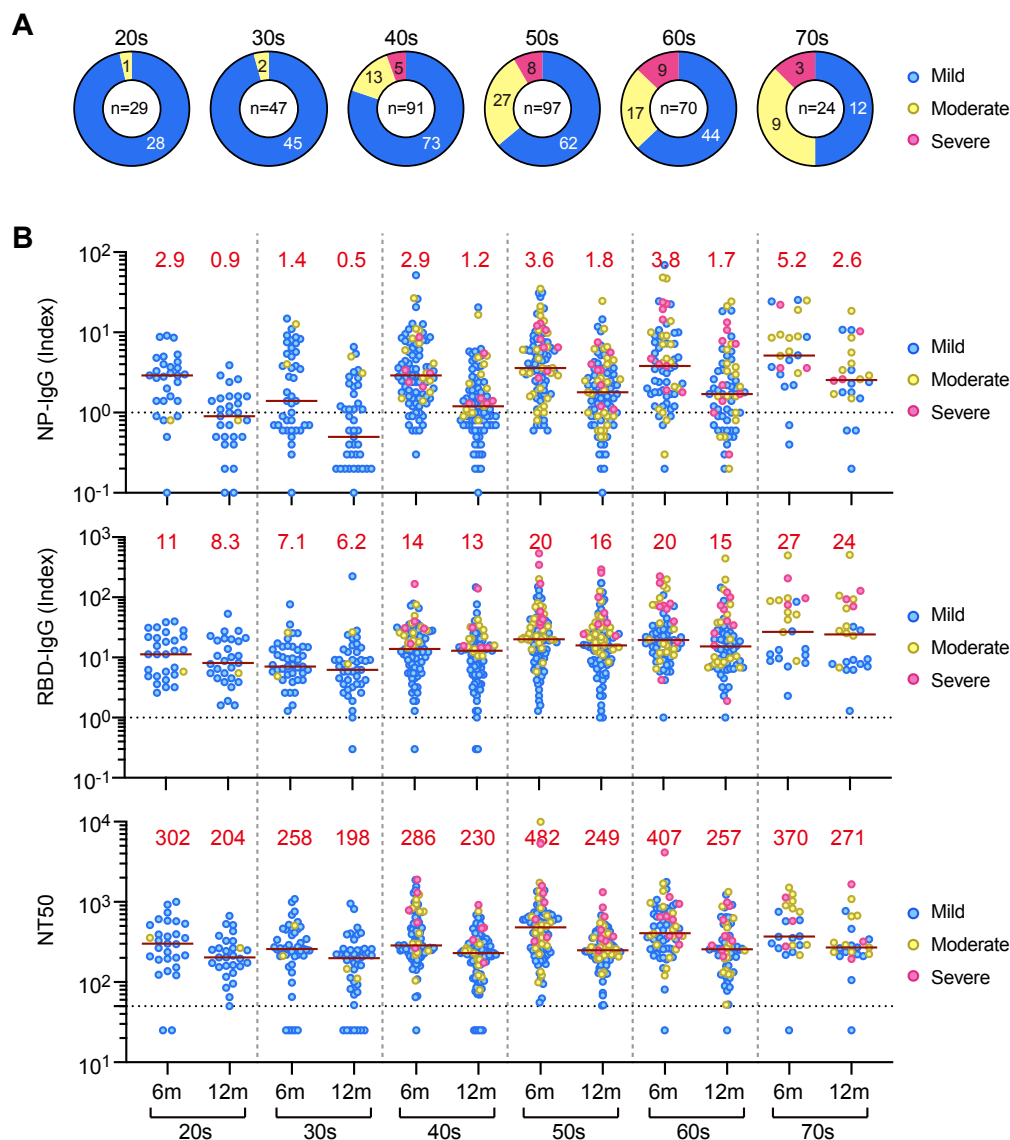 A
20s 30s 40s 50s 60s 70s
1 2 13 5 27 8 17 9 9 3
n=29 n=47 n=91 n=97 n=70 n=24
28 45 73 62 44 12
Mild
Moderate
Severe
B
NP-IgG (Index)
10² 10¹ 10⁰ 10⁻¹
2.9 0.9 1.4 0.5 2.9 1.2 3.6 1.8 3.8 1.7 5.2 2.6
Mild
Moderate
Severe
RBD-IgG (Index)
10³ 10² 10¹ 10⁰ 10⁻¹
11 8.3 7.1 6.2 14 13 20 16 20 15 27 24
Mild
Moderate
Severe
NT50
10⁴ 10³ 10² 10¹
302 204 258 198 286 230 482 249 407 257 370 271
Mild
Moderate
Severe
6m 12m 6m 12m 6m 12m 6m 12m 6m 12m 6m 12m
20s 30s 40s 50s 60s 70s